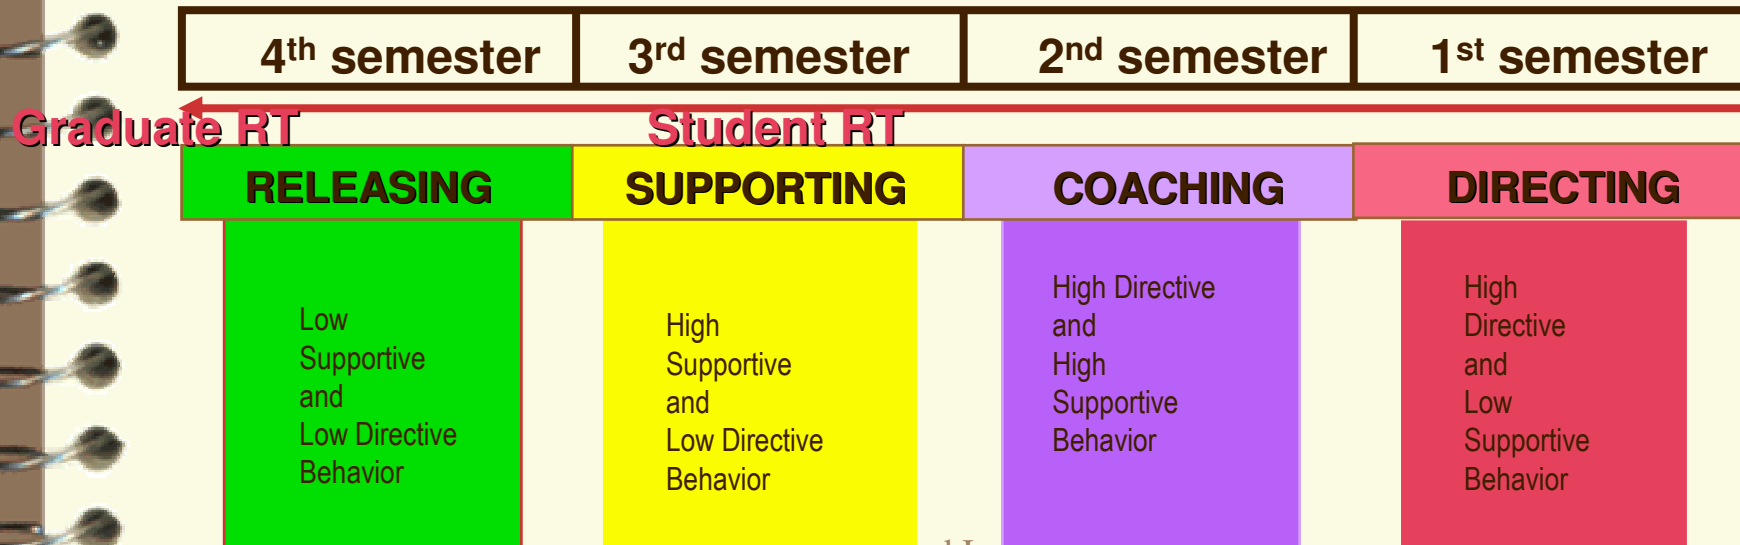 4th semester 3rd semester 2nd semester 1st semester
Graduate RT Student RT
RELEASING SUPPORTING COACHING DIRECTING
Low
Supportive
and
Low Directive
Behavior
High
Supportive
and
Low Directive
Behavior
High Directive
and
High
Supportive
Behavior
High
Directive
and
Low
Supportive
Behavior